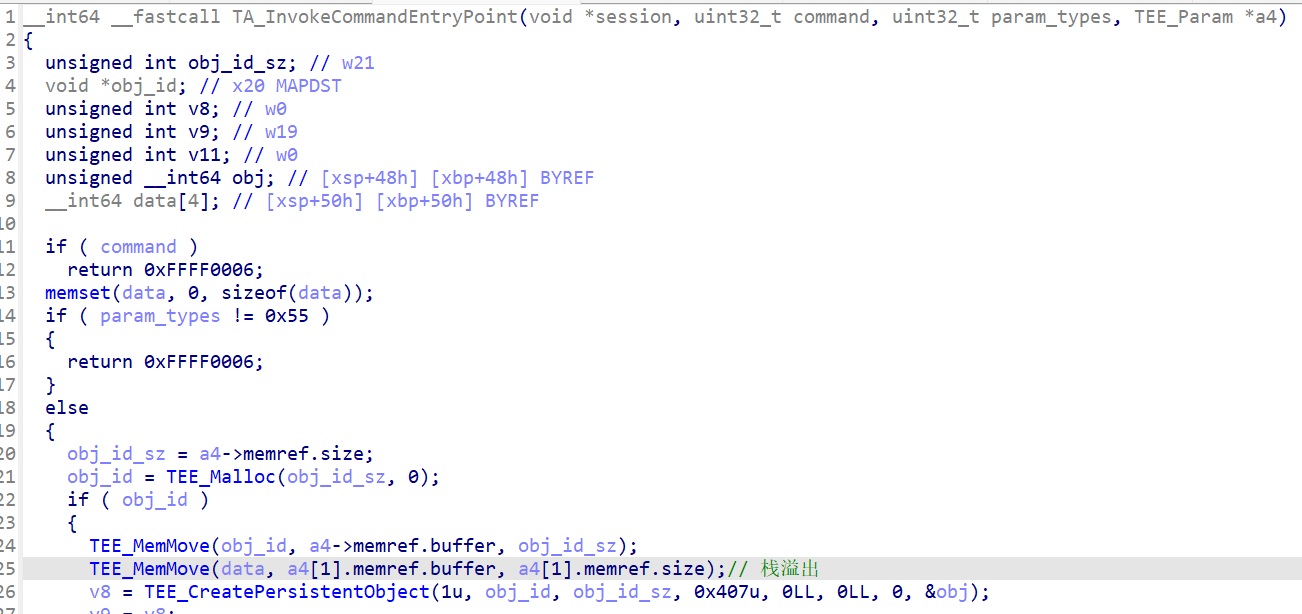 1 __int64 __fastcall TA_InvokeCommandEntryPoint(void *session, uint32_t command, uint32_t param_types, TEE_Param *a4)
2 {
3   unsigned int obj_id_sz; // w21
4   void *obj_id; // x20 MAPDST
5   unsigned int v8; // w0
6   unsigned int v9; // w19
7   unsigned int v11; // w0
8   unsigned __int64 obj; // [xsp+48h] [xbp+48h] BYREF
9   __int64 data[4]; // [xsp+50h] [xbp+50h] BYREF
10
11   if ( command )
12     return 0xFFFF0006;
13   memset(data, 0, sizeof(data));
14   if ( param_types != 0x55 )
15   {
16     return 0xFFFF0006;
17   }
18   else
19   {
20     obj_id_sz = a4->memref.size;
21     obj_id = TEE_Malloc(obj_id_sz, 0);
22     if ( obj_id )
23     {
24       TEE_MemMove(obj_id, a4->memref.buffer, obj_id_sz);
25       TEE_MemMove(data, a4[1].memref.buffer, a4[1].memref.size);// 栈溢出
26       v8 = TEE_CreatePersistentObject(1u, obj_id, obj_id_sz, 0x407u, 0LL, 0LL, 0, &obj);
27       v9 = v8;